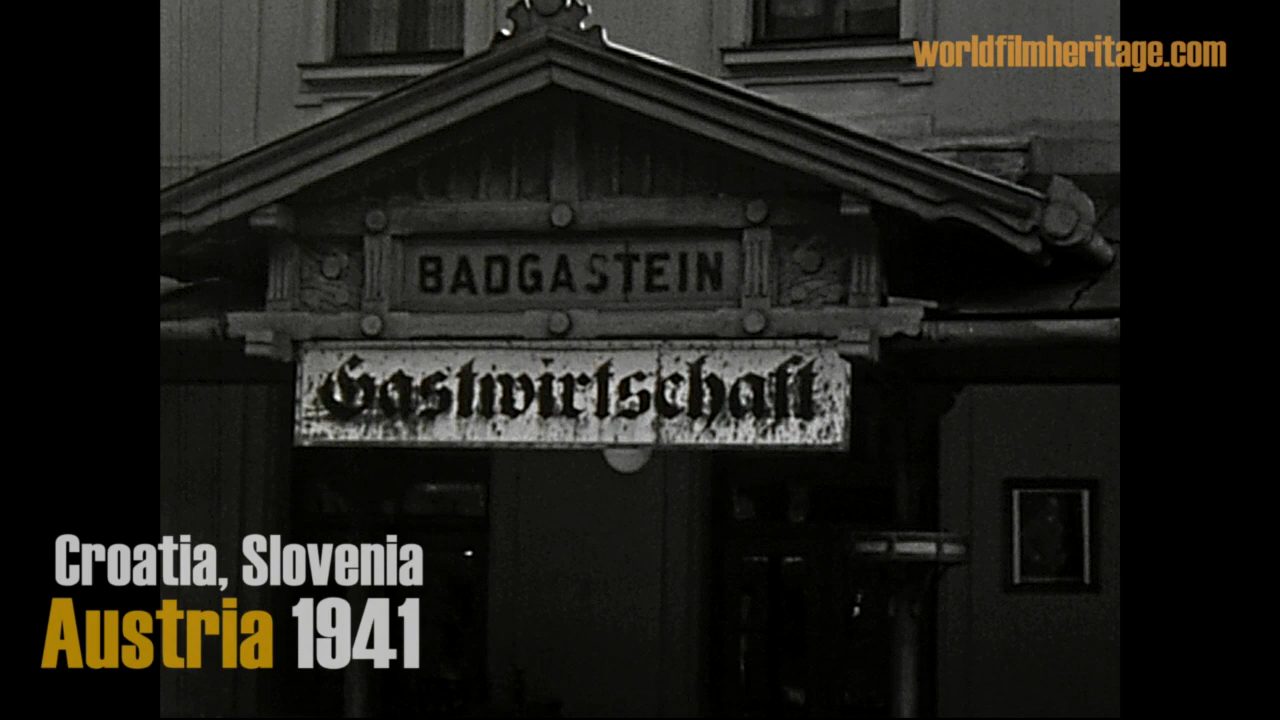 worldfilmheritage.com
BADGASTEIN
Gastwirtschaft
Croatia, Slovenia
Austria 1941